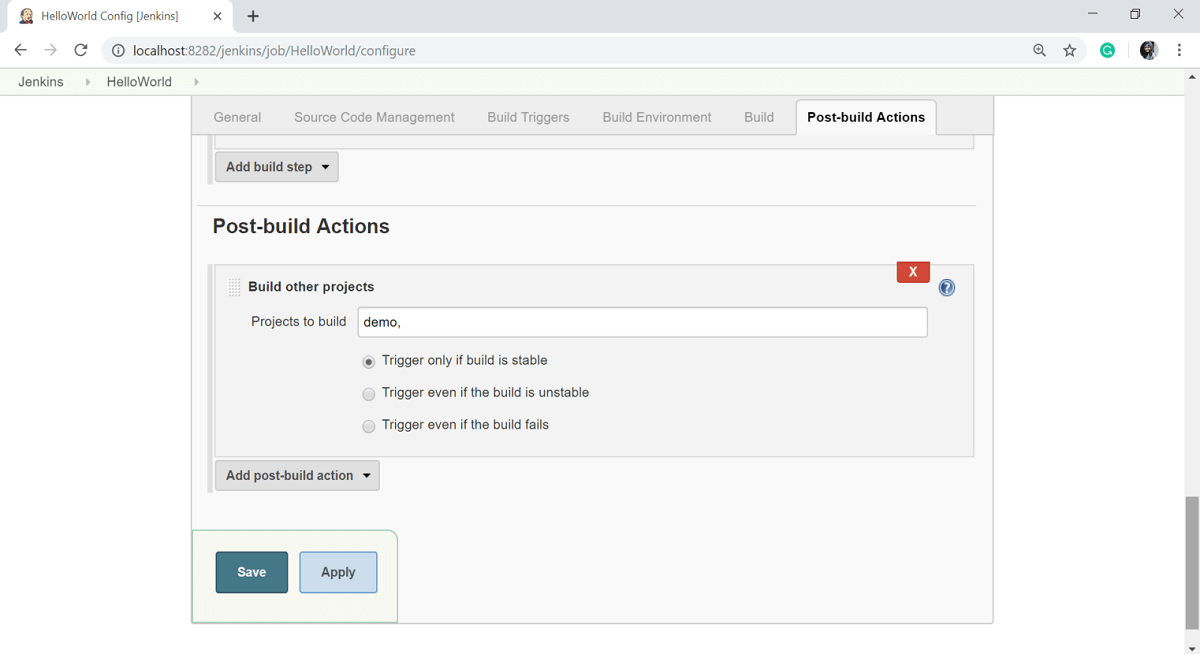 HelloWorld Config [Jenkins]
localhost:8282/jenkins/job/HelloWorld/configure
G
Jenkins HelloWorld
General Source Code Management Build Triggers Build Environment Build Post-build Actions
Add build step
Post-build Actions
X
Build other projects
?
Projects to build demo,
Trigger only if build is stable
Trigger even if the build is unstable
Trigger even if the build fails
Add post-build action
Save Apply